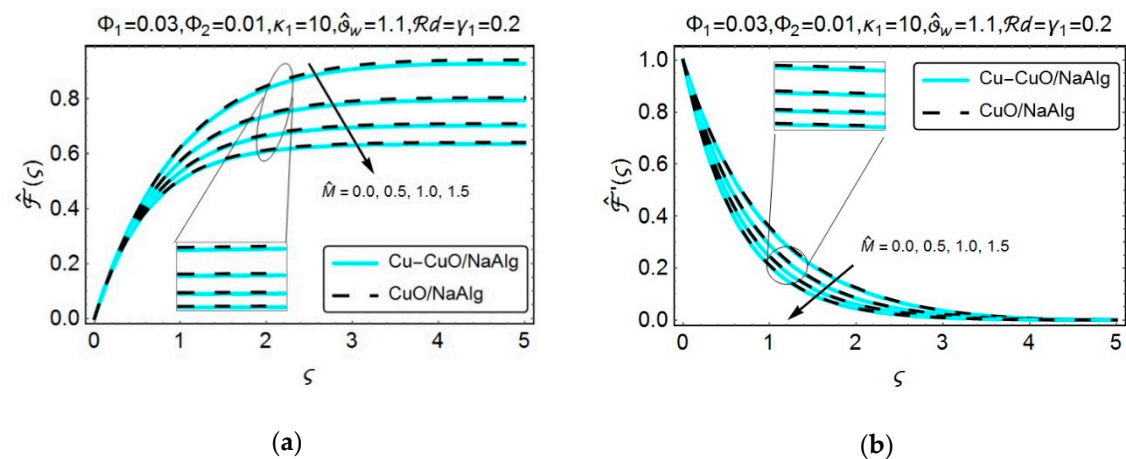 Φ₁=0.03,Φ₂=0.01,κ₁=10,ϑ̂_w=1.1,ℛd=γ₁=0.2
0.8
0.6
0.4
0.2
0.0
ℱ̂(ς)
M̂ = 0.0, 0.5, 1.0, 1.5
Cu−CuO/NaAlg
CuO/NaAlg
0 1 2 3 4 5
ς
(a)
Φ₁=0.03,Φ₂=0.01,κ₁=10,ϑ̂_w=1.1,ℛd=γ₁=0.2
1.0
0.8
0.6
0.4
0.2
0.0
ℱ̂'(ς)
Cu−CuO/NaAlg
CuO/NaAlg
M̂ = 0.0, 0.5, 1.0, 1.5
0 1 2 3 4 5
ς
(b)